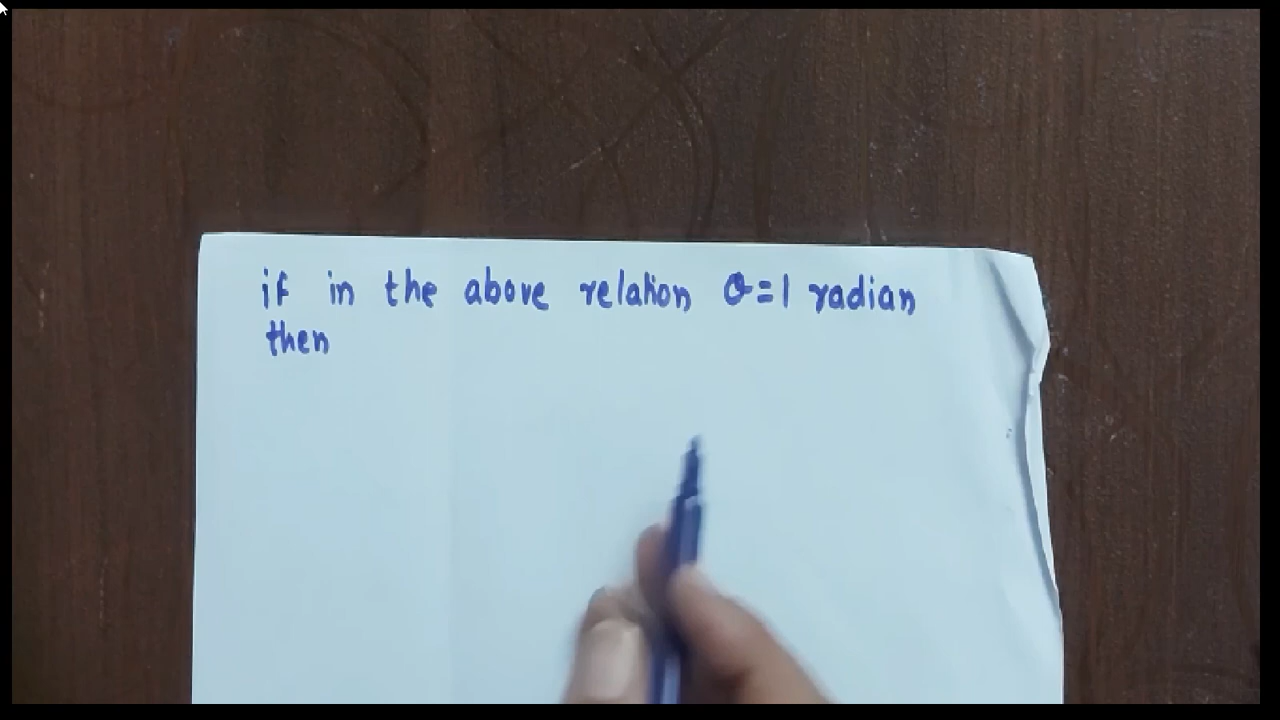 if in the above relation θ=1 radian
then